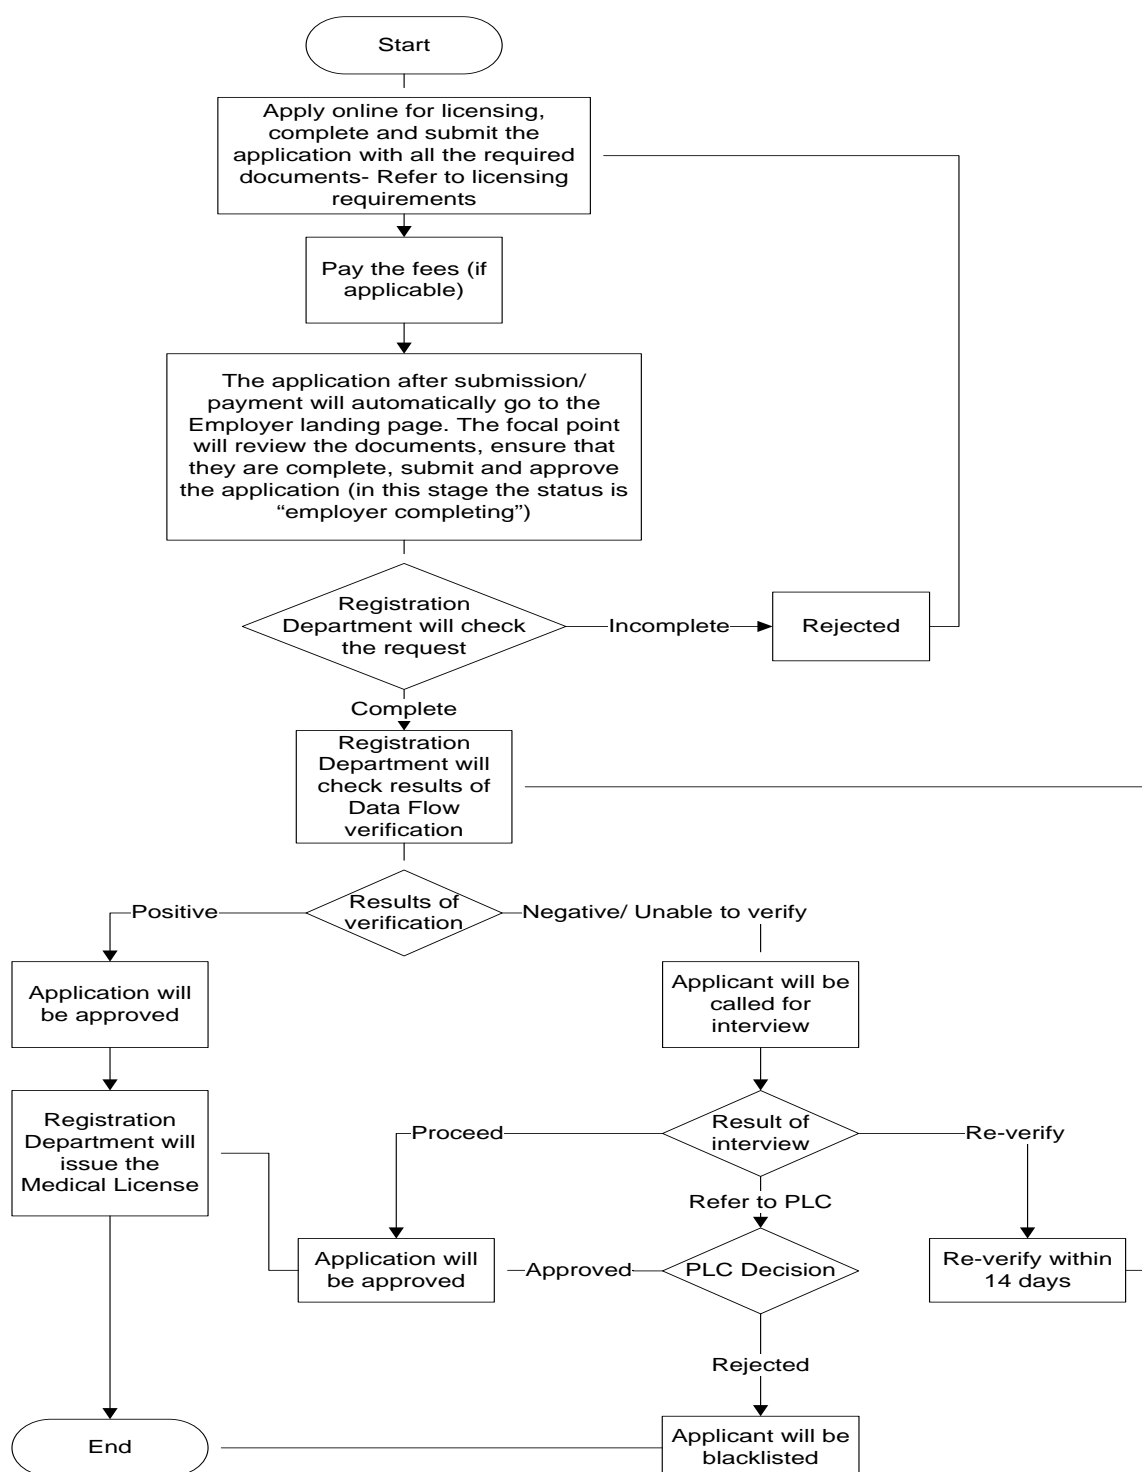 Start
Apply online for licensing,
complete and submit the
application with all the required
documents- Refer to licensing
requirements
Pay the fees (if
applicable)
The application after submission/
payment will automatically go to the
Employer landing page. The focal point
will review the documents, ensure that
they are complete, submit and approve
the application (in this stage the status is
“employer completing”)
Registration
Department will check
the request
Incomplete
Rejected
Complete
Registration
Department will
check results of
Data Flow
verification
Results of
verification
Positive
Negative/ Unable to verify
Application will
be approved
Applicant will be
called for
interview
Registration
Department will
issue the
Medical License
Result of
interview
Proceed
Re-verify
Refer to PLC
Application will
be approved
Approved
PLC Decision
Re-verify within
14 days
Rejected
End
Applicant will be
blacklisted